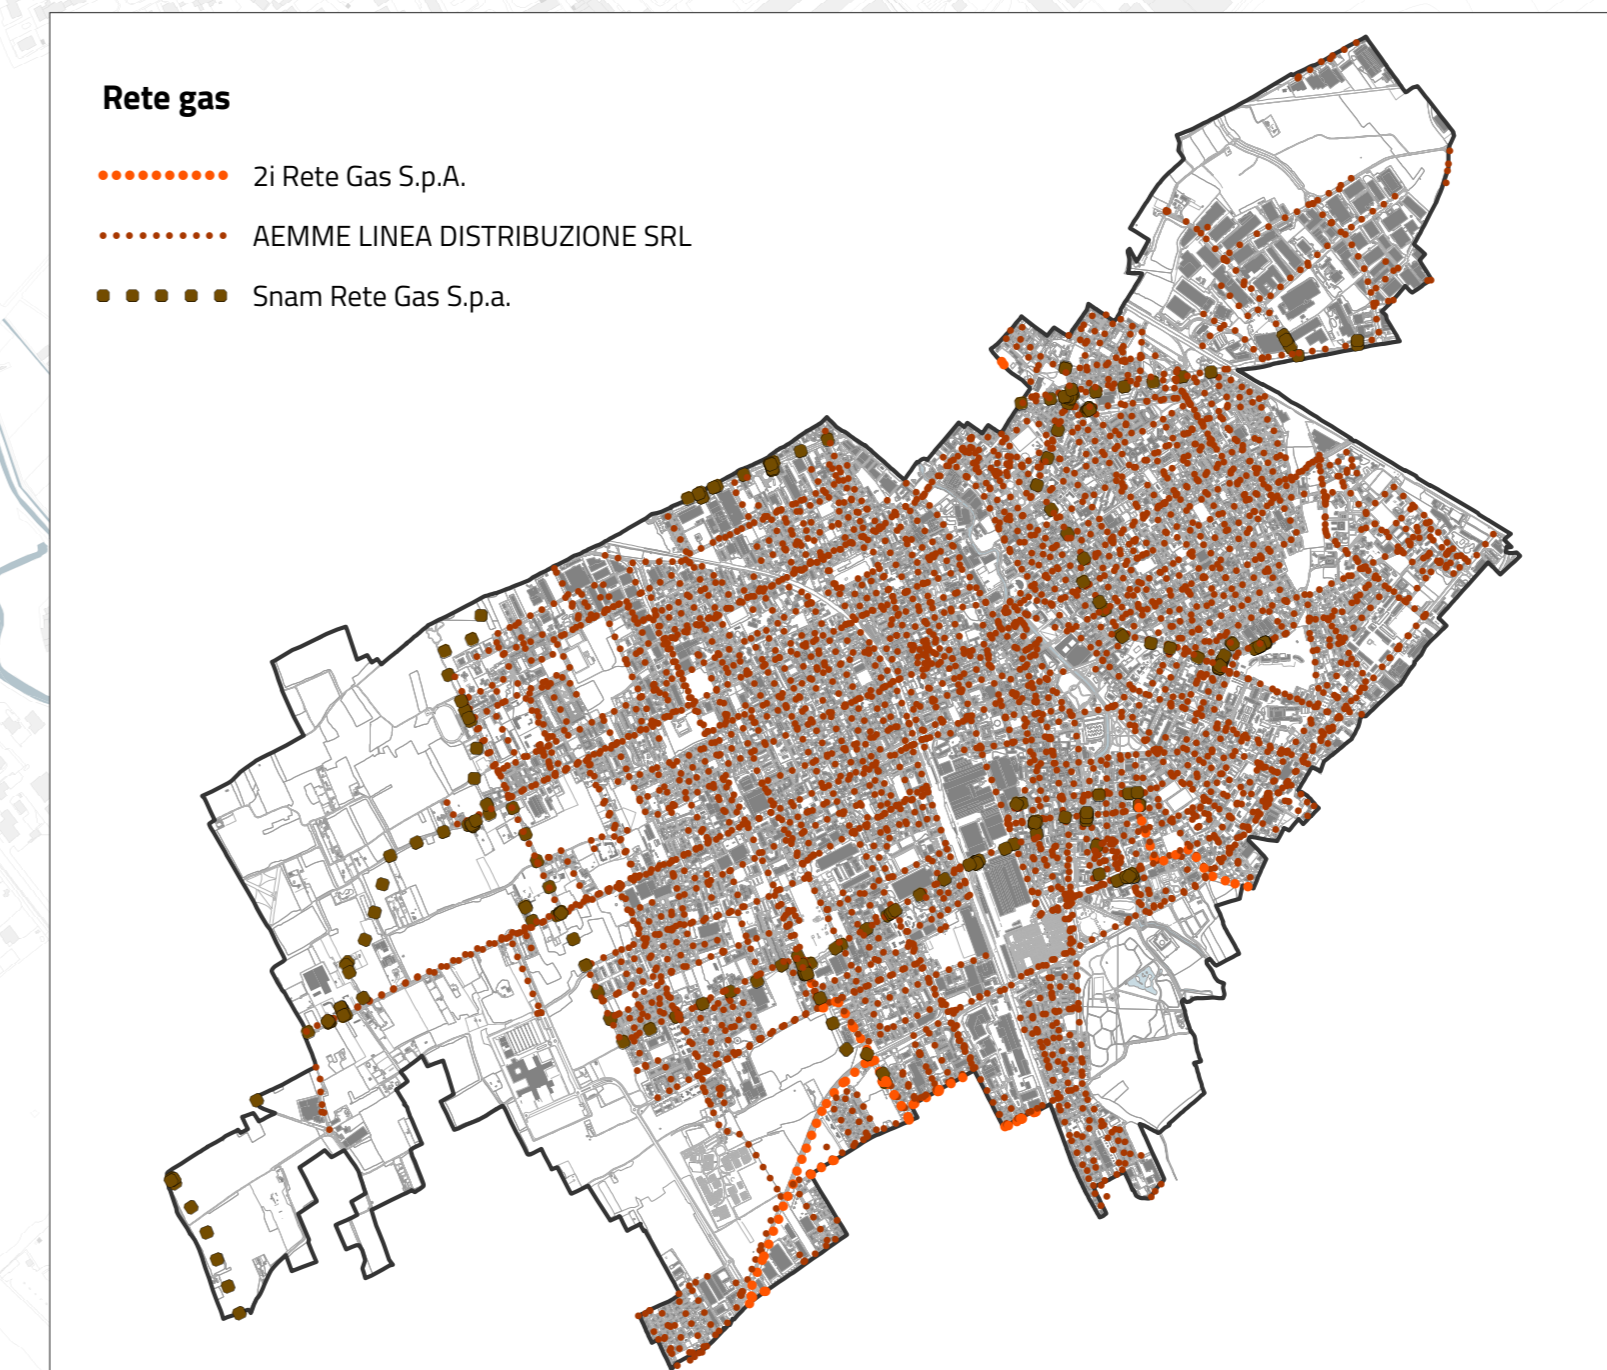 Rete gas
2i Rete Gas S.p.A.
AEMME LINEA DISTRIBUZIONE SRL
Snam Rete Gas S.p.a.